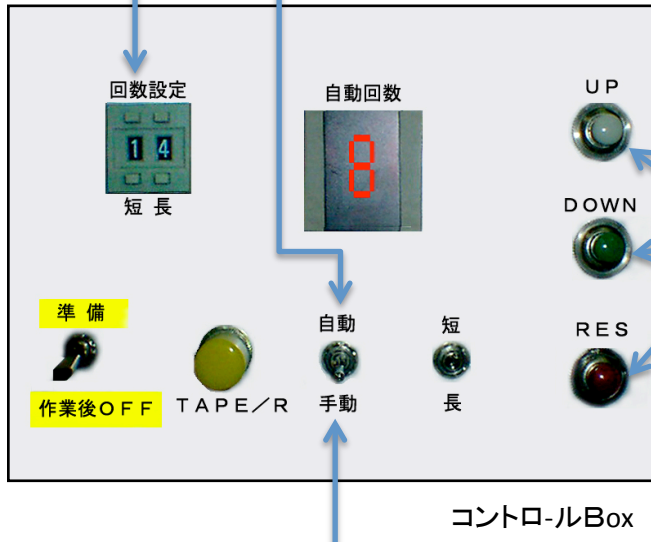 回数設定
1 4
短 長
自動回数
8
UP
DOWN
RES
準 備
作業後OFF
TAPE/R
自動
手動
短
長
コントロ-ルBox